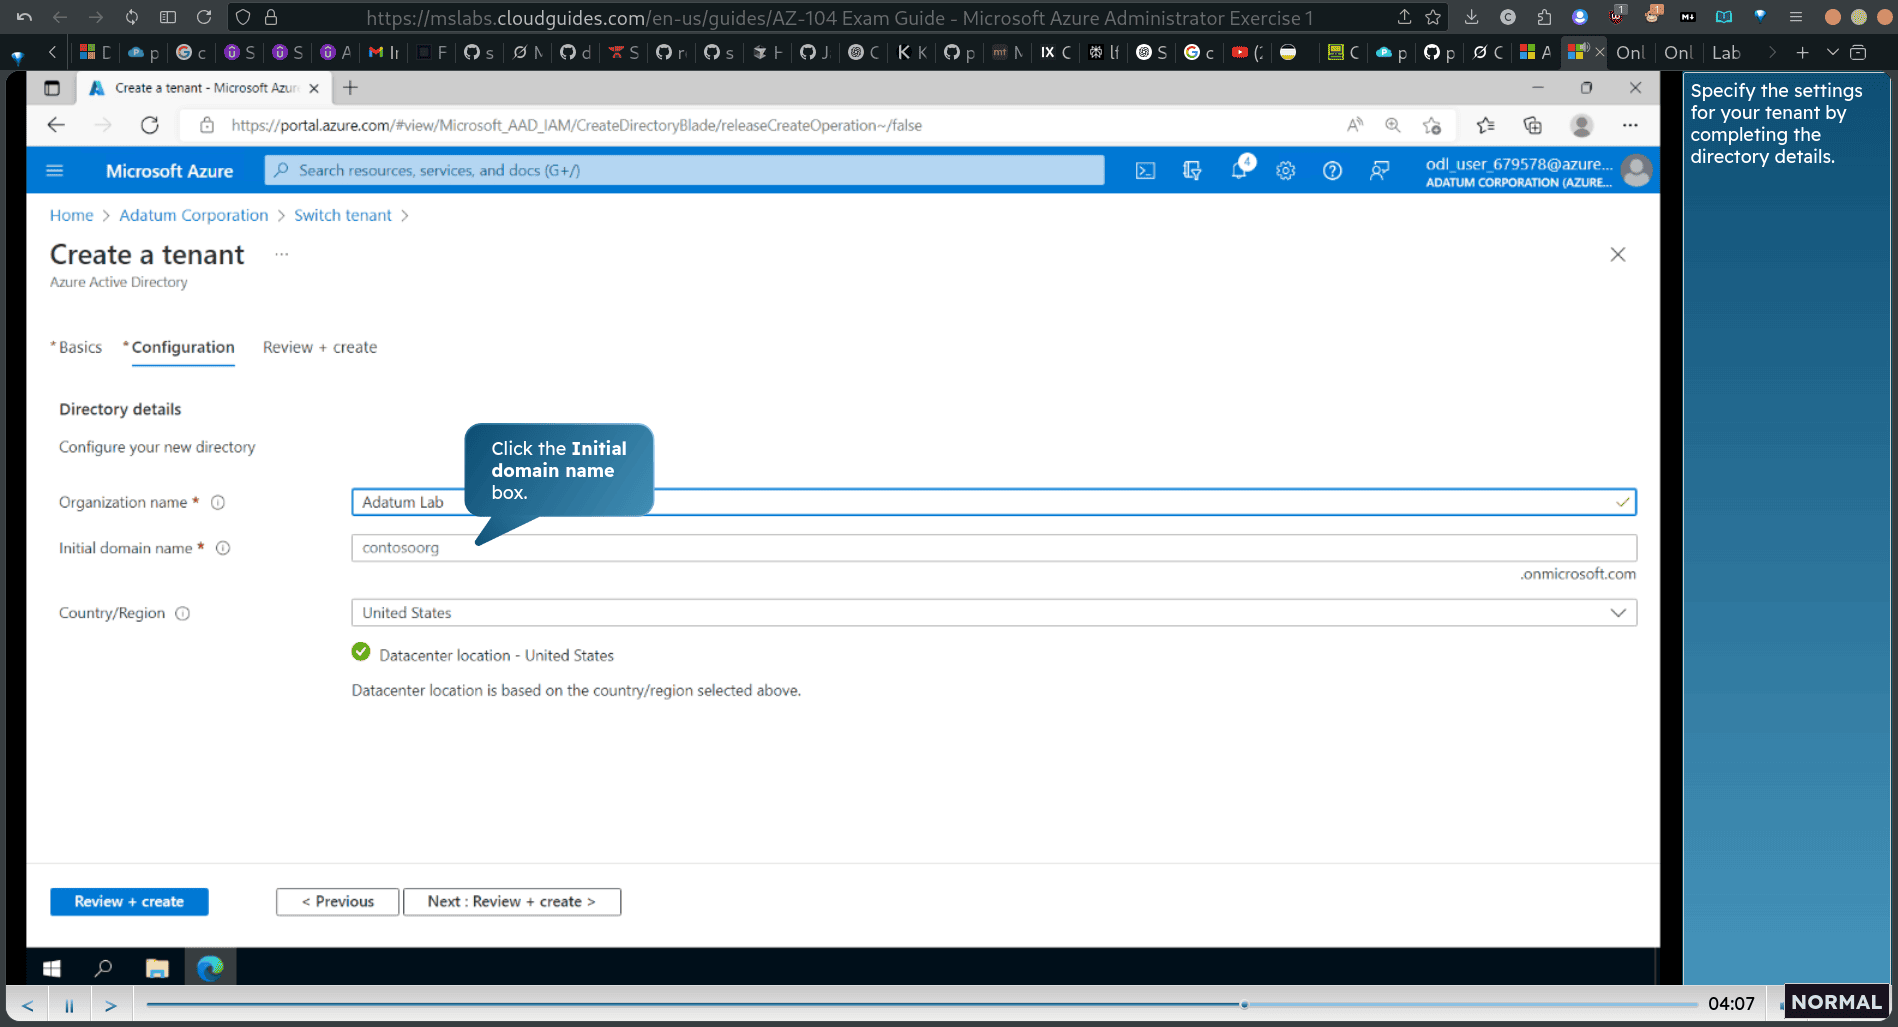 https://mslabs.cloudguides.com/en-us/guides/AZ-104 Exam Guide - Microsoft Azure Administrator Exercise 1
Onl
Onl
Lab
Create a tenant - Microsoft Azur
https://portal.azure.com/#view/Microsoft_AAD_IAM/CreateDirectoryBlade/releaseCreateOperation~/false
Microsoft Azure
Search resources, services, and docs (G+/)
4
odl_user_679578@azure...
ADATUM CORPORATION (AZURE...
Home > Adatum Corporation > Switch tenant >
Create a tenant ...
Azure Active Directory
* Basics * Configuration Review + create
Directory details
Configure your new directory
Click the Initial
domain name
box.
Organization name *
Adatum Lab
Initial domain name *
contosoorg
.onmicrosoft.com
Country/Region
United States
Datacenter location - United States
Datacenter location is based on the country/region selected above.
Review + create
< Previous
Next : Review + create >
Specify the settings
for your tenant by
completing the
directory details.
04:07
NORMAL